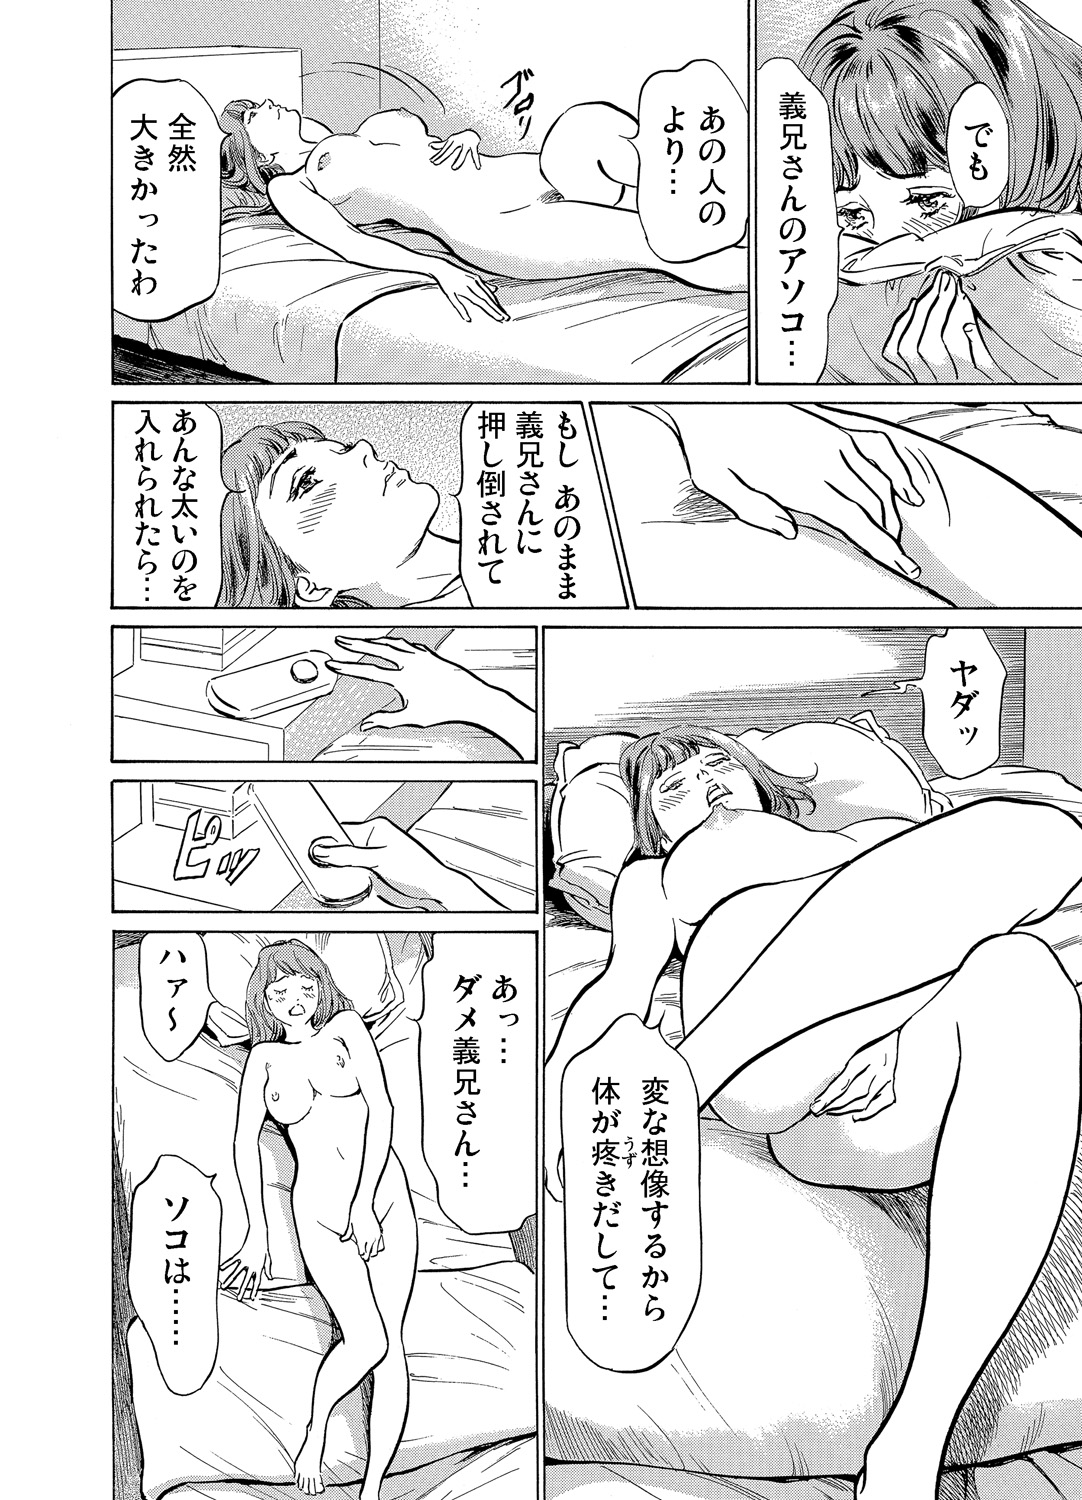 でも
義兄さんのアソコ…
あの人の
より…
ゴロリ
全然
大きかったわ
もし あのまま
義兄さんに
押し倒されて
あんな太いのを
入れられたら…
ヤダッ
変な想像するから
体が疼きだして…
うず
ピッ
あっ…
ダメ義兄さん…
ハァ～
ソコは……